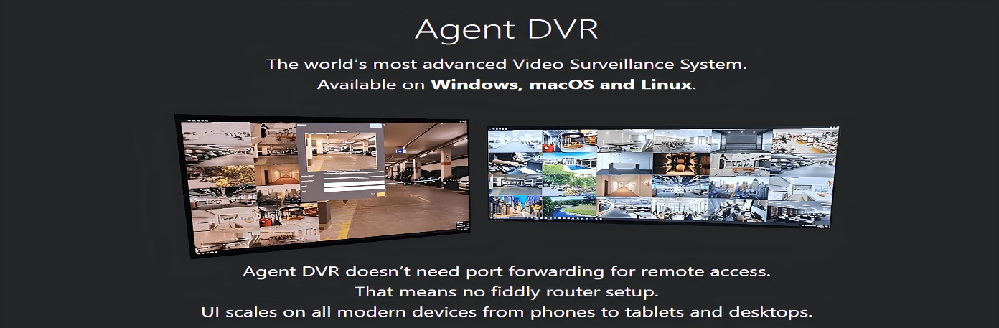 Agent DVR
The world's most advanced Video Surveillance System.
Available on Windows, macOS and Linux.
Agent DVR doesn’t need port forwarding for remote access.
That means no fiddly router setup.
UI scales on all modern devices from phones to tablets and desktops.